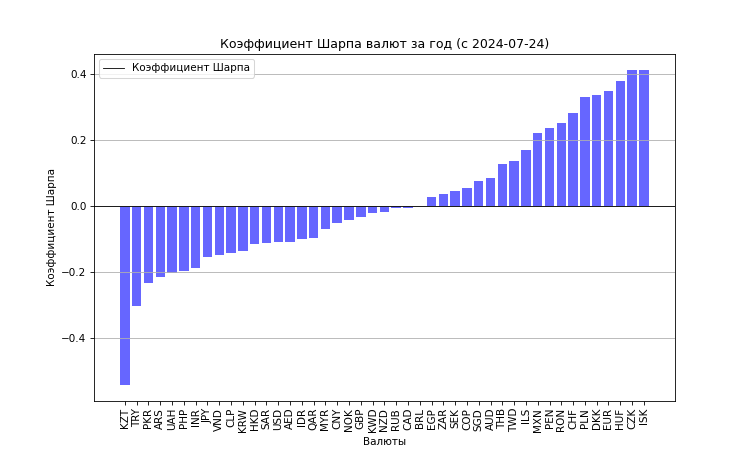 Коэффициент Шарпа валют за год (с 2024-07-24)
Коэффициент Шарпа
Коэффициент Шарпа
0.4
0.2
0.0
−0.2
−0.4
KZT TRY PKR ARS UAH PHP INR JPY VND CLP KRW HKD SAR USD AED IDR QAR MYR CNY NOK GBP KWD NZD RUB CAD BRL EGP ZAR SEK COP SGD AUD THB TWD ILS MXN PEN RON CHF PLN DKK EUR HUF CZK ISK
Валюты